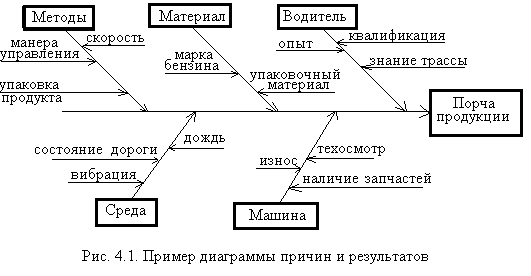 Методы
Материал
Водитель
манера
управления
скорость
упаковка
продукта
марка
бензина
упаковочный
материал
опыт
квалификация
знание трассы
Порча
продукции
состояние дороги
дождь
вибрация
износ
техосмотр
наличие запчастей
Среда
Машина
Рис. 4.1. Пример диаграммы причин и результатов